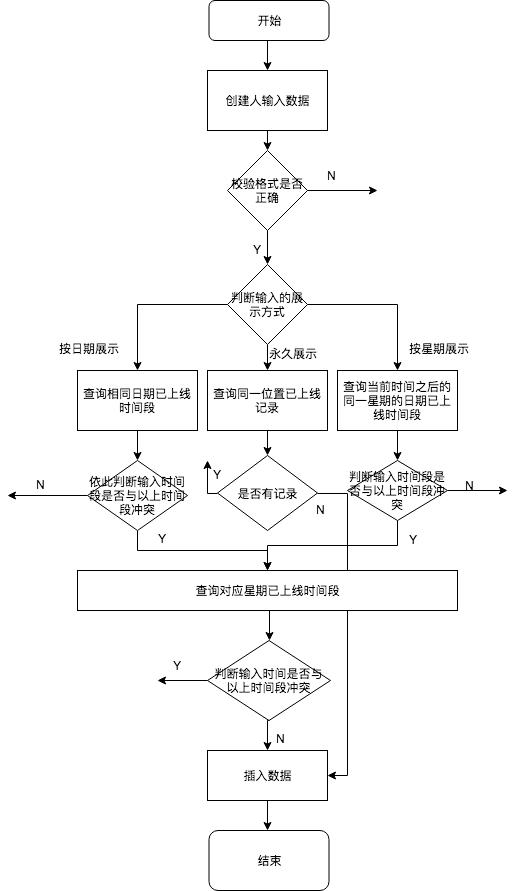 开始
创建人输入数据
校验格式是否
正确
N
Y
判断输入的展
示方式
按日期展示
永久展示
按星期展示
查询相同日期已上线
时间段
查询同一位置已上线
记录
查询当前时间之后的
同一星期的日期已上
线时间段
依此判断输入时间
段是否与以上时间
段冲突
N
Y
是否有记录
Y
N
判断输入时间段是
否与以上时间段冲
突
N
Y
查询对应星期已上线时间段
判断输入时间是否与
以上时间段冲突
Y
N
插入数据
结束